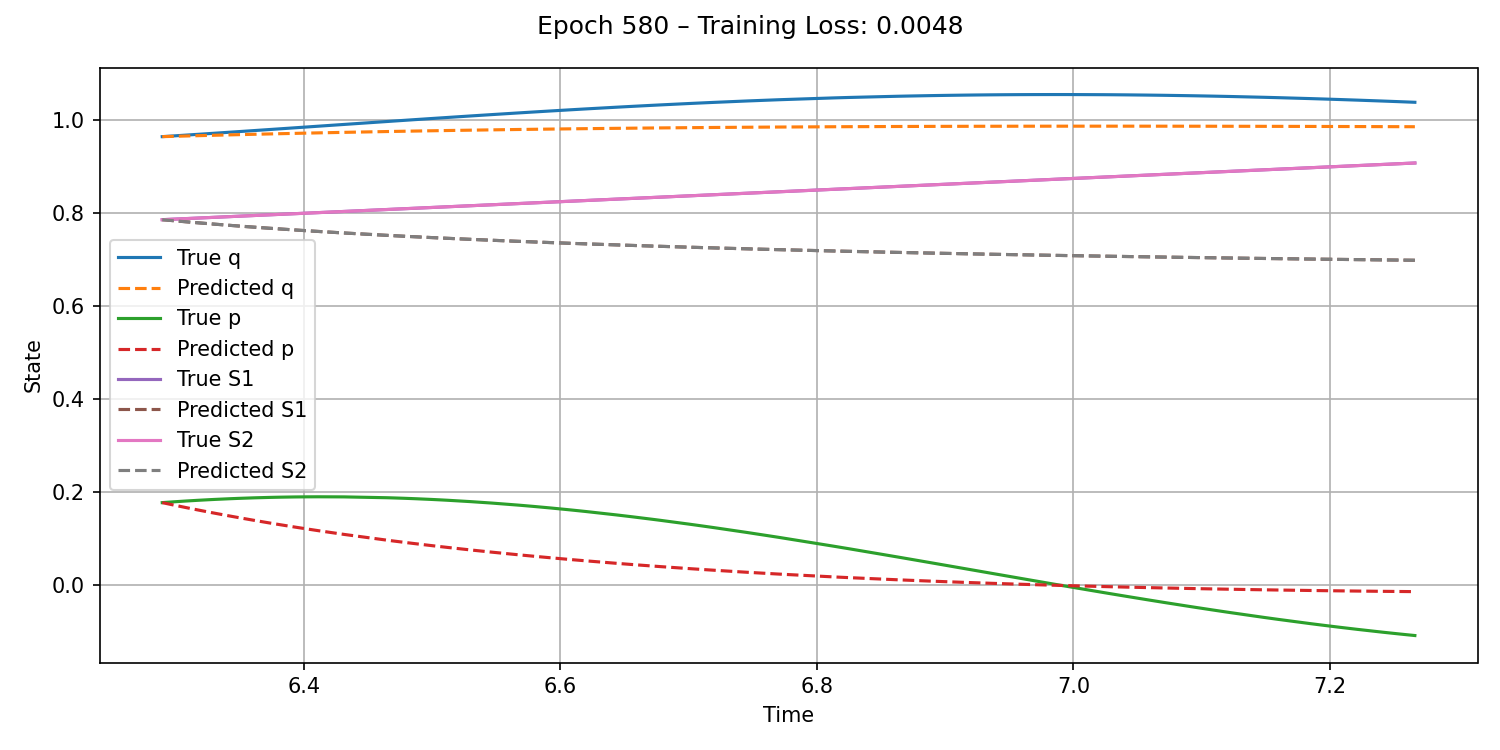 Epoch 580 – Training Loss: 0.0048
1.0
0.8
0.6
0.4
0.2
0.0
State
True q
Predicted q
True p
Predicted p
True S1
Predicted S1
True S2
Predicted S2
6.4
6.6
6.8
7.0
7.2
Time